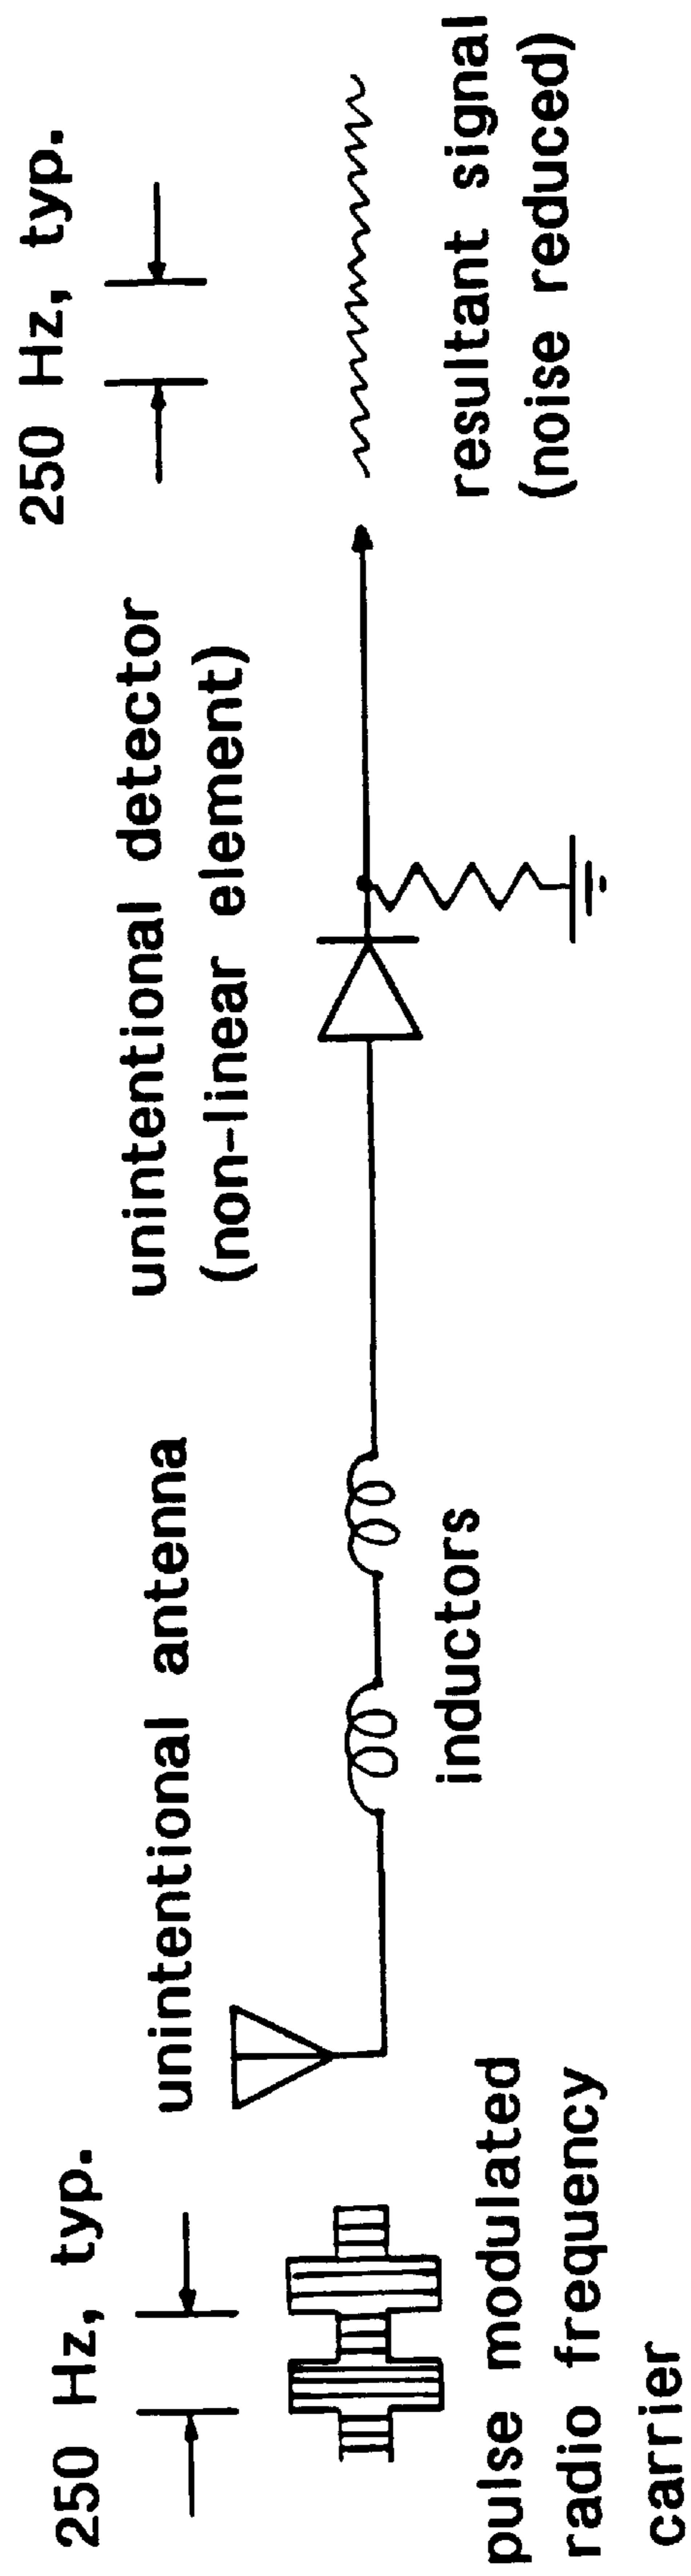 250 Hz, typ.
pulse modulated
radio frequency
carrier
unintentional antenna
inductors
unintentional detector
(non-linear element)
250 Hz, typ.
resultant signal
(noise reduced)